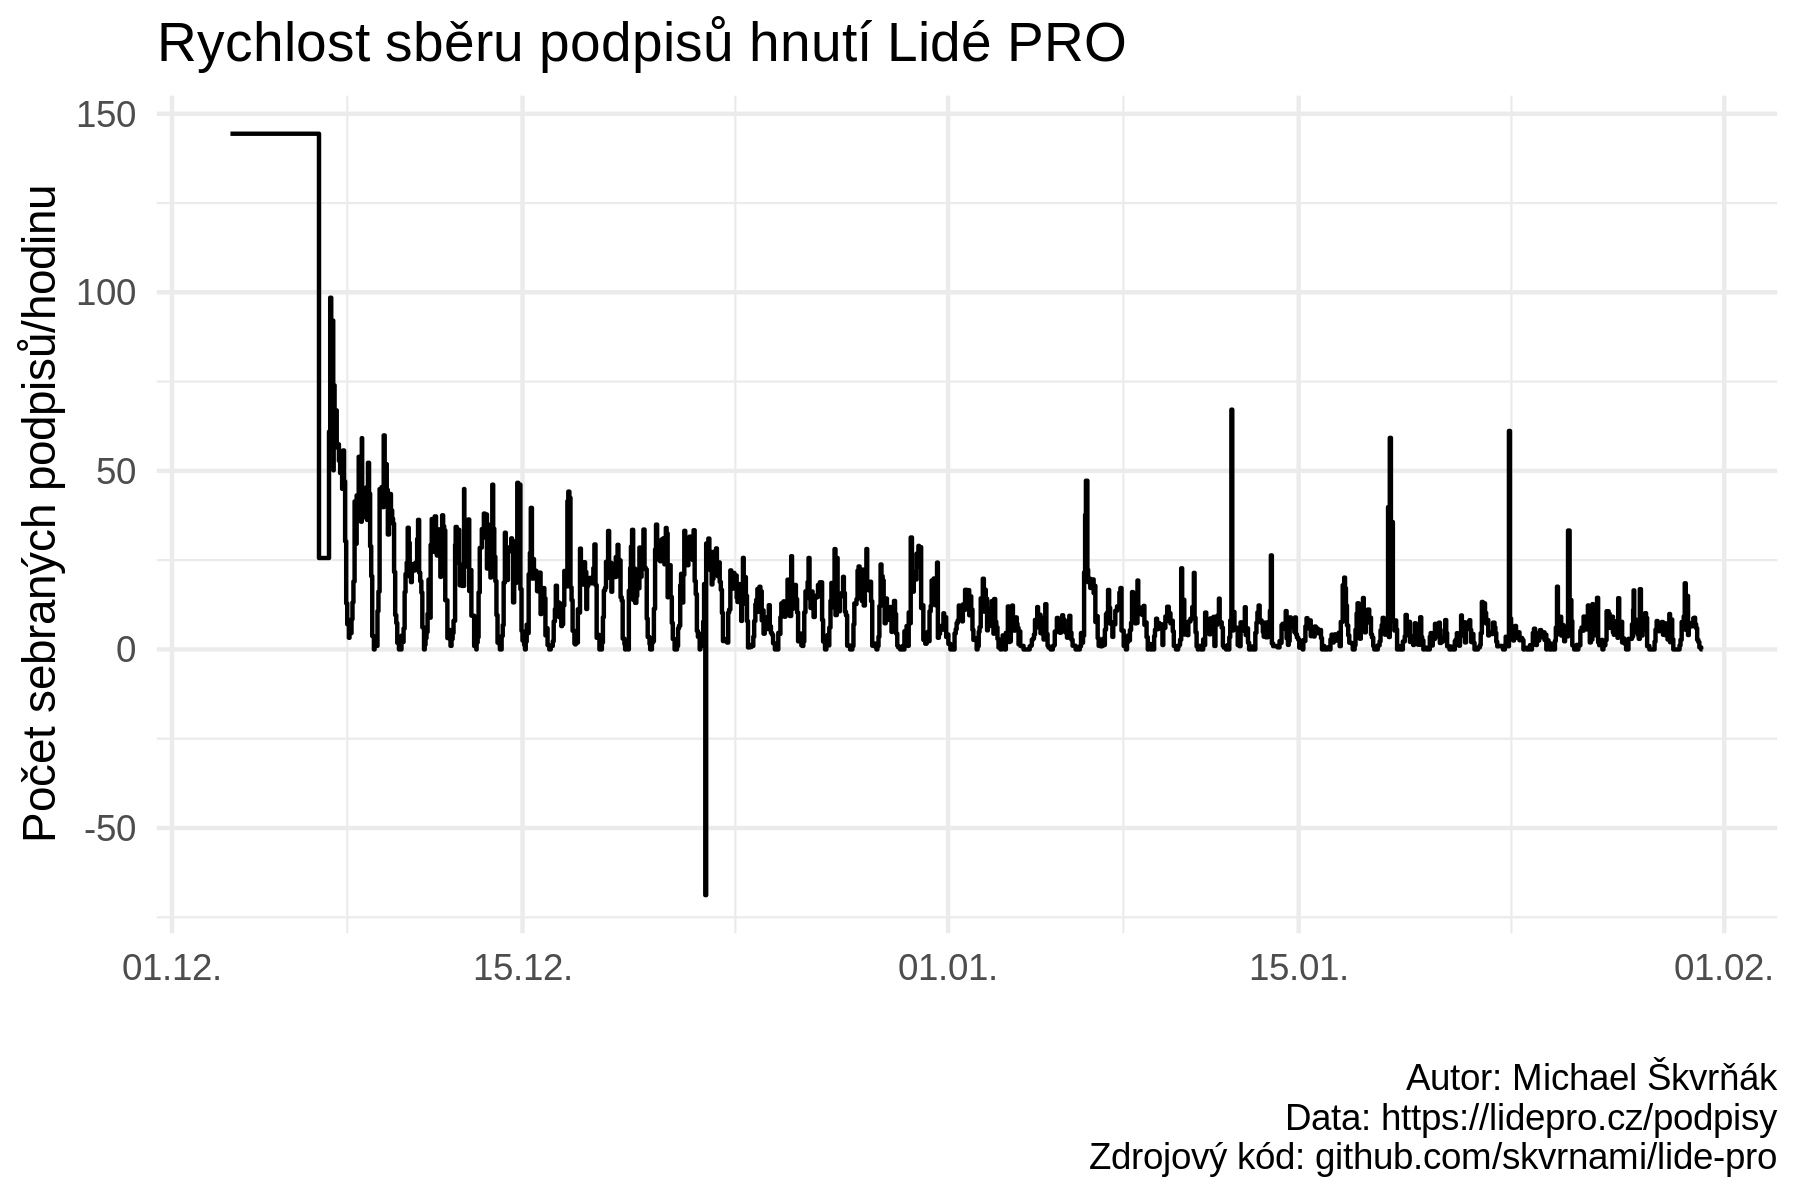 Rychlost sběru podpisů hnutí Lidé PRO
Počet sebraných podpisů/hodinu
150
100
50
0
-50
01.12.
15.12.
01.01.
15.01.
01.02.
Autor: Michael Škvrňák
Data: https://lidepro.cz/podpisy
Zdrojový kód: github.com/skvrnami/lide-pro